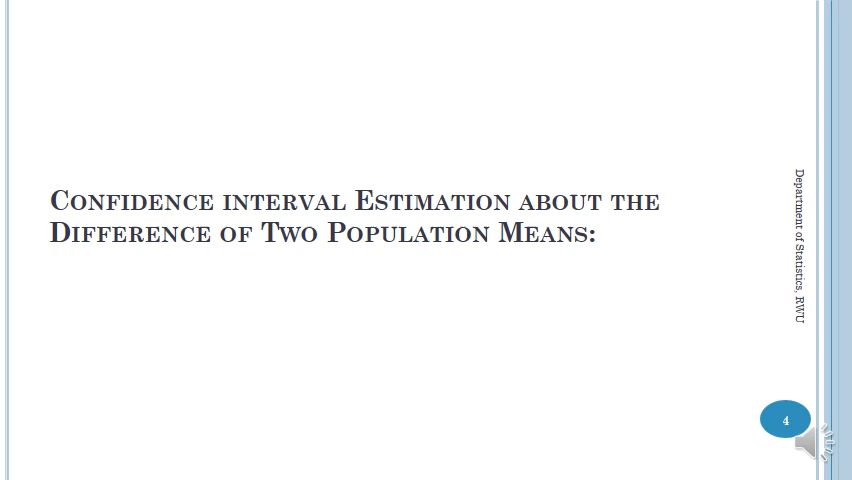 CONFIDENCE INTERVAL ESTIMATION ABOUT THE
DIFFERENCE OF TWO POPULATION MEANS:
Department of Statistics, RWU
4